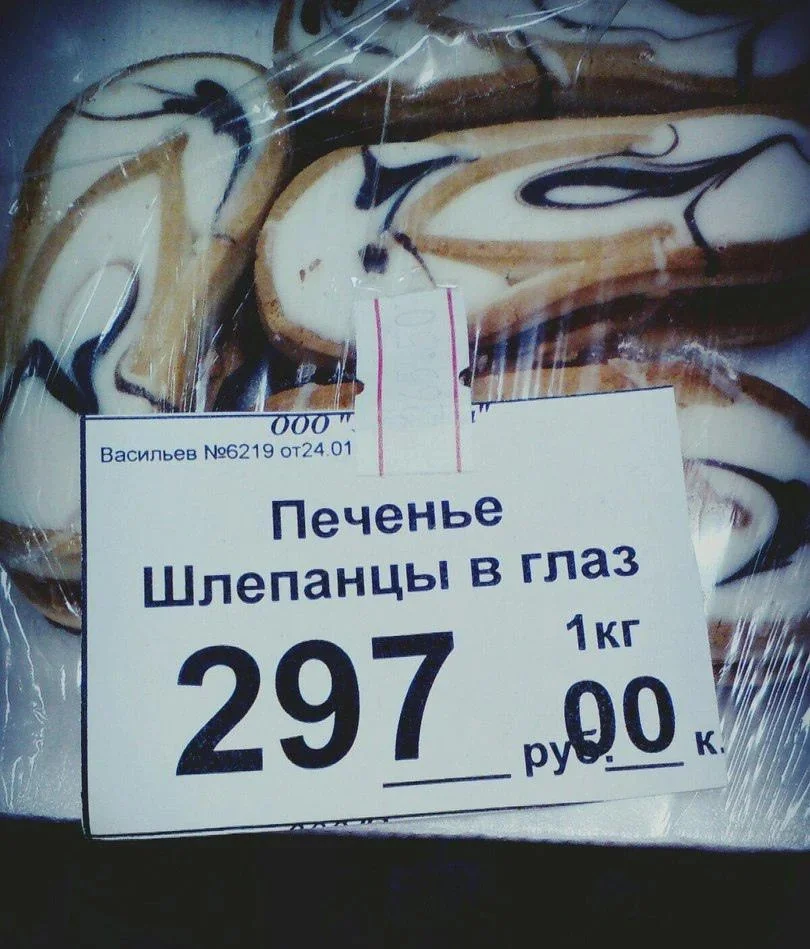 ООО "
Васильев №6219 от24.01
Печенье
Шлепанцы в глаз
1кг
297 руб. 00 к.